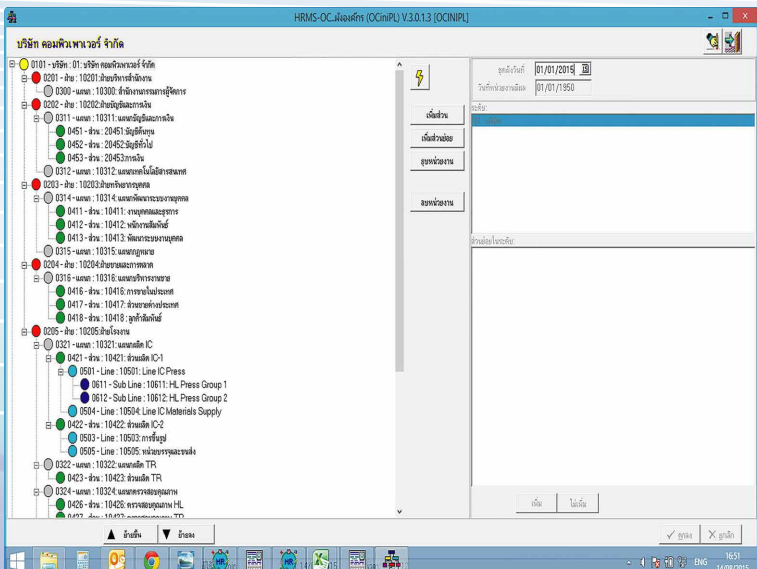 HRMS-OC..ผังองค์กร (OCiniPL) V.3.0.1.3 [OCINIPL]
บริษัท คอมพิวเพาเวอร์ จำกัด
0101 - บริษัท : 01: บริษัท คอมพิวเพาเวอร์ จำกัด
0201 - ฝ่าย : 10201:ฝ่ายบริหารสำนักงาน
0300 - แผนก : 10300: สำนักงานกรรมการผู้จัดการ
0202 - ฝ่าย : 10202:ฝ่ายบัญชีและการเงิน
0311 - แผนก : 10311: แผนกบัญชีและการเงิน
0451 - ส่วน : 20451:บัญชีต้นทุน
0452 - ส่วน : 20452:บัญชีทั่วไป
0453 - ส่วน : 20453:การเงิน
0312 - แผนก : 10312: แผนกเทคโนโลยีสารสนเทศ
0203 - ฝ่าย : 10203:ฝ่ายทรัพยากรบุคคล
0314 - แผนก : 10314: แผนกพัฒนาระบบงานบุคคล
0411 - ส่วน : 10411: งานบุคคลและธุรการ
0412 - ส่วน : 10412: พนักงานสัมพันธ์
0413 - ส่วน : 10413: พัฒนาระบบงานบุคคล
0315 - แผนก : 10315: แผนกกฎหมาย
0204 - ฝ่าย : 10204:ฝ่ายขายและการตลาด
0316 - แผนก : 10316: แผนกบริหารงานขาย
0416 - ส่วน : 10416: การขายในประเทศ
0417 - ส่วน : 10417: ส่วนขายต่างประเทศ
0418 - ส่วน : 10418 : ลูกค้าสัมพันธ์
0205 - ฝ่าย : 10205:ฝ่ายโรงงาน
0321 - แผนก : 10321: แผนกผลิต IC
0421 - ส่วน : 10421: ส่วนผลิต IC-1
0501 - Line : 10501: Line IC Press
0611 - Sub Line : 10611: HL Press Group 1
0612 - Sub Line : 10612: HL Press Group 2
0504 - Line : 10504: Line IC Materials Supply
0422 - ส่วน : 10422: ส่วนผลิต IC-2
0503 - Line : 10503: การขึ้นรูป
0505 - Line : 10505: หน่วยบรรจุและขนส่ง
0322 - แผนก : 10322: แผนกผลิต TR
0423 - ส่วน : 10423: ส่วนผลิต TR
0324 - แผนก : 10324: แผนกตรวจสอบคุณภาพ
0426 - ส่วน : 10426: ตรวจสอบคุณภาพ HL
เพิ่มส่วน
เพิ่มส่วนย่อย
ยุบหน่วยงาน
ลบหน่วยงาน
01/01/2015 15
01/01/1950
ระดับ:
ส่วนย่อยในระดับ:
เพิ่ม ไม่เพิ่ม
ย้ายขึ้น ย้ายลง
ตกลง ยกเลิก
ENG 16:51
14/08/2015